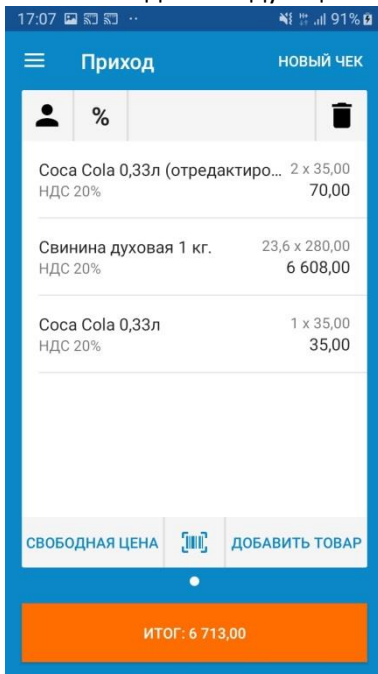 17:07 91%
Приход НОВЫЙ ЧЕК
%
Coca Cola 0,33л (отредактиро... 2 x 35,00
НДС 20% 70,00
Свинина духовая 1 кг. 23,6 x 280,00
НДС 20% 6 608,00
Coca Cola 0,33л 1 x 35,00
НДС 20% 35,00
СВОБОДНАЯ ЦЕНА ДОБАВИТЬ ТОВАР
ИТОГ: 6 713,00